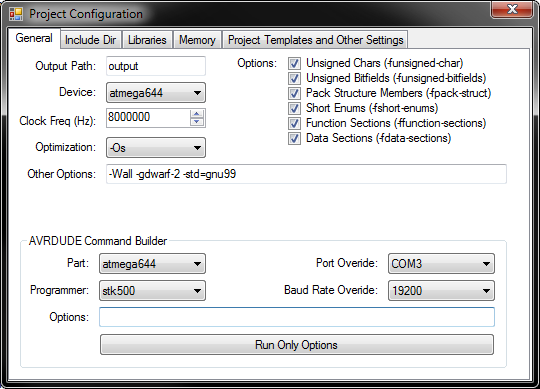 Project Configuration
General Include Dir Libraries Memory Project Templates and Other Settings
Output Path: output
Device: atmega644
Clock Freq (Hz): 8000000
Optimization: -Os
Other Options: -Wall -gdwarf-2 -std=gnu99
Options: Unsigned Chars (-funsigned-char)
Unsigned Bitfields (-funsigned-bitfields)
Pack Structure Members (-fpack-struct)
Short Enums (-fshort-enums)
Function Sections (-ffunction-sections)
Data Sections (-fdata-sections)
AVRDUDE Command Builder
Part: atmega644 Port Overide: COM3
Programmer: stk500 Baud Rate Overide: 19200
Options:
Run Only Options